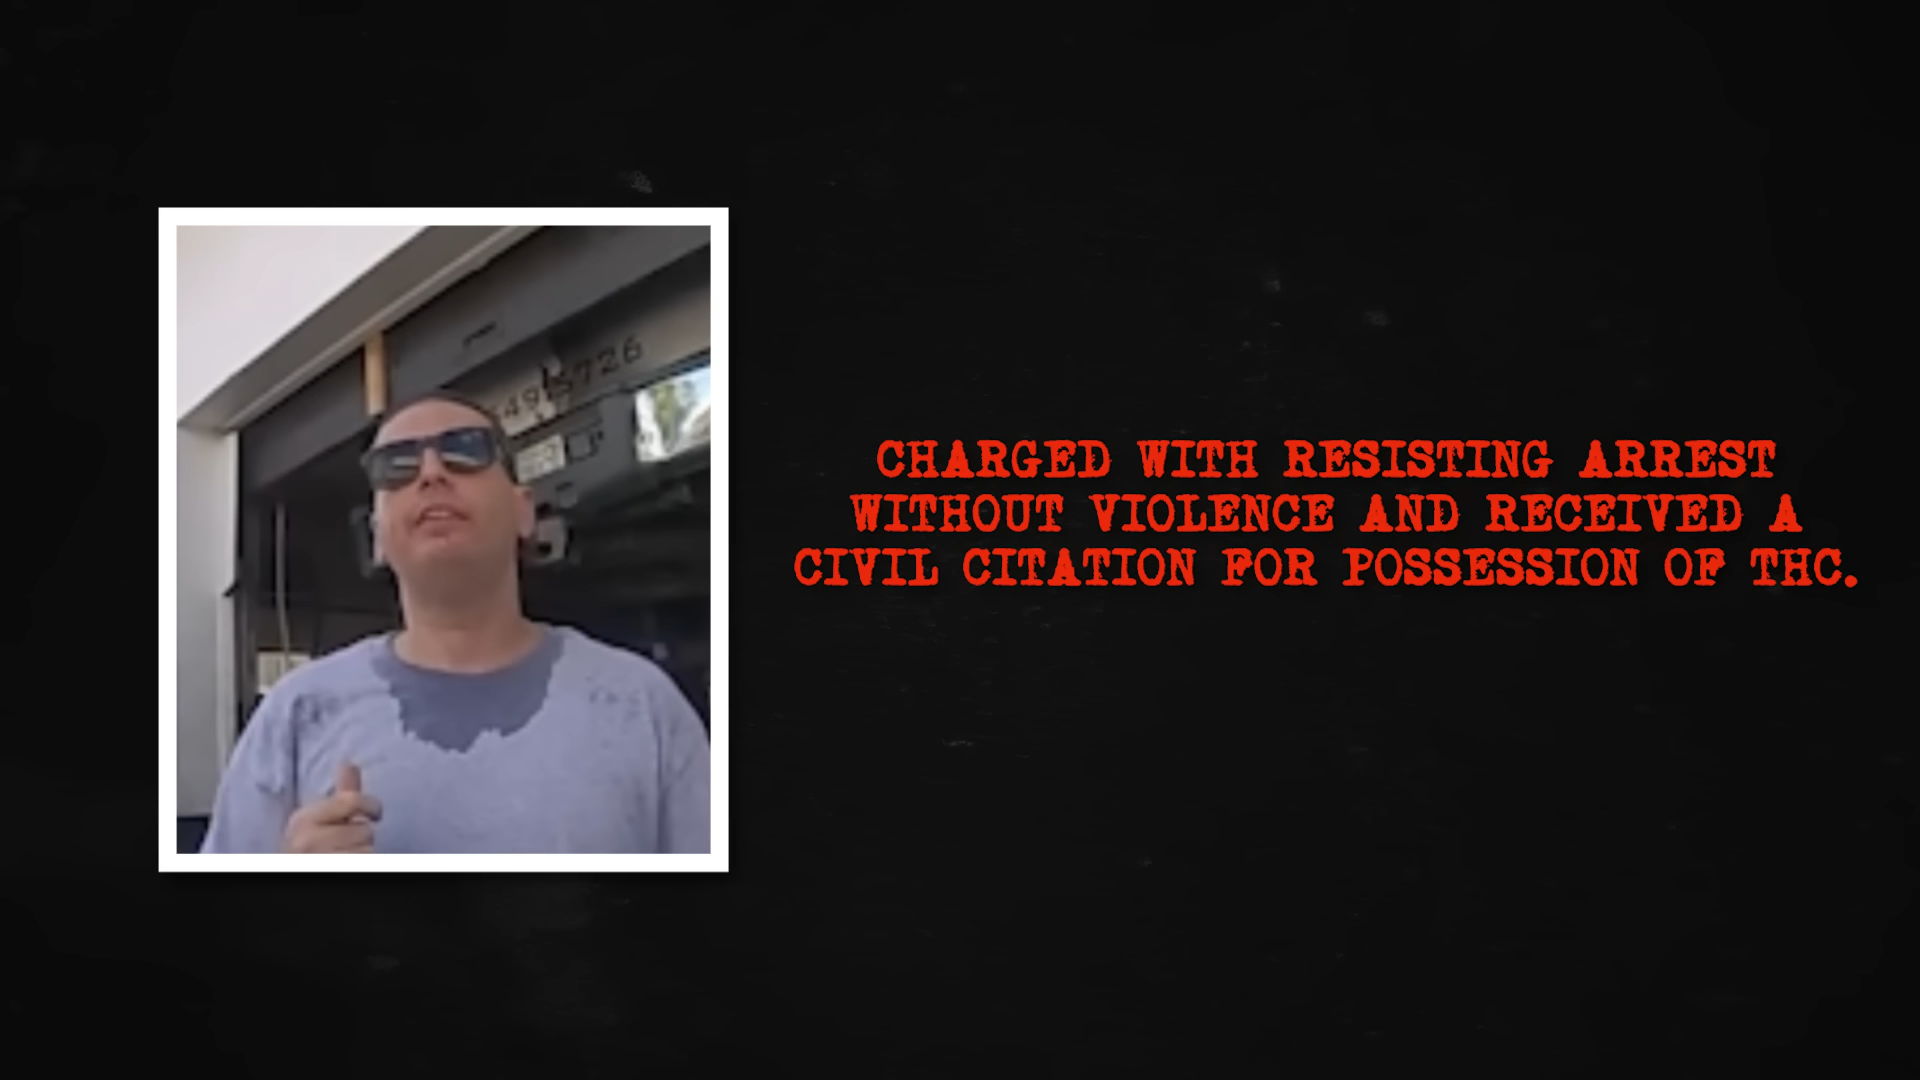 CHARGED WITH RESISTING ARREST
WITHOUT VIOLENCE AND RECEIVED A
CIVIL CITATION FOR POSSESSION OF THC.